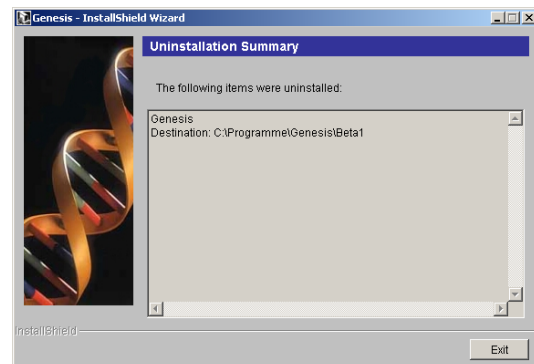 Genesis - InstallShield Wizard
Uninstallation Summary
The following items were uninstalled:
Genesis
Destination: C:\Programme\Genesis\Beta1
InstallShield
Exit